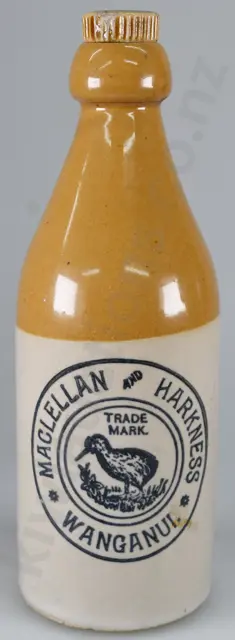 MACLELLAN AND HARKNESS
WANGANUI
TRADE
MARK.